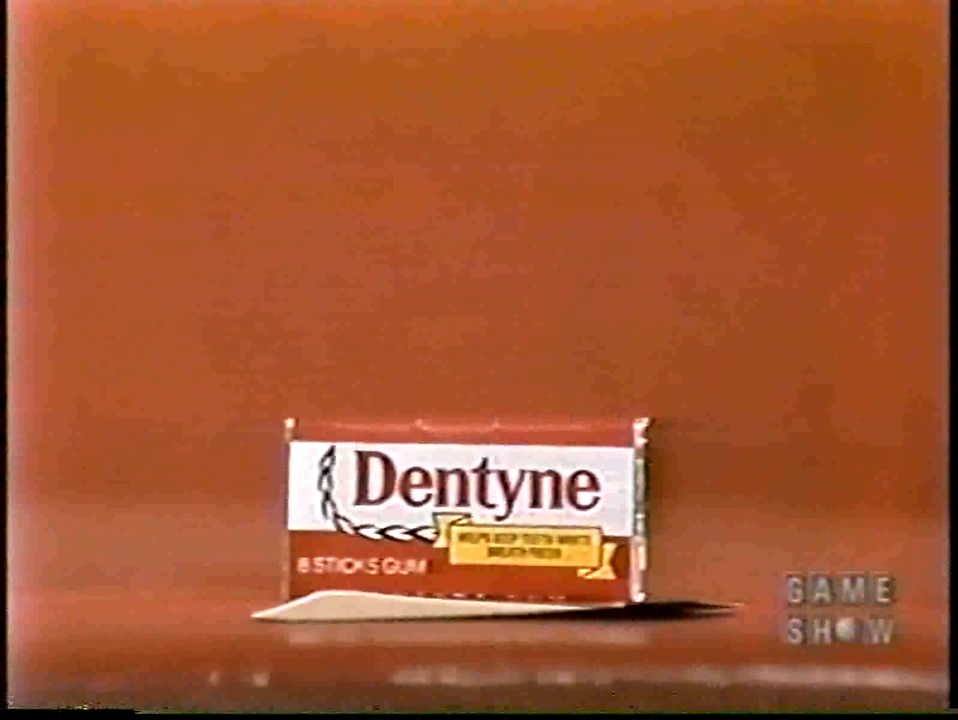 Dentyne
HELPS KEEP TEETH WHITE
BREATH FRESH
8 STICKS GUM
GAME
SHOW